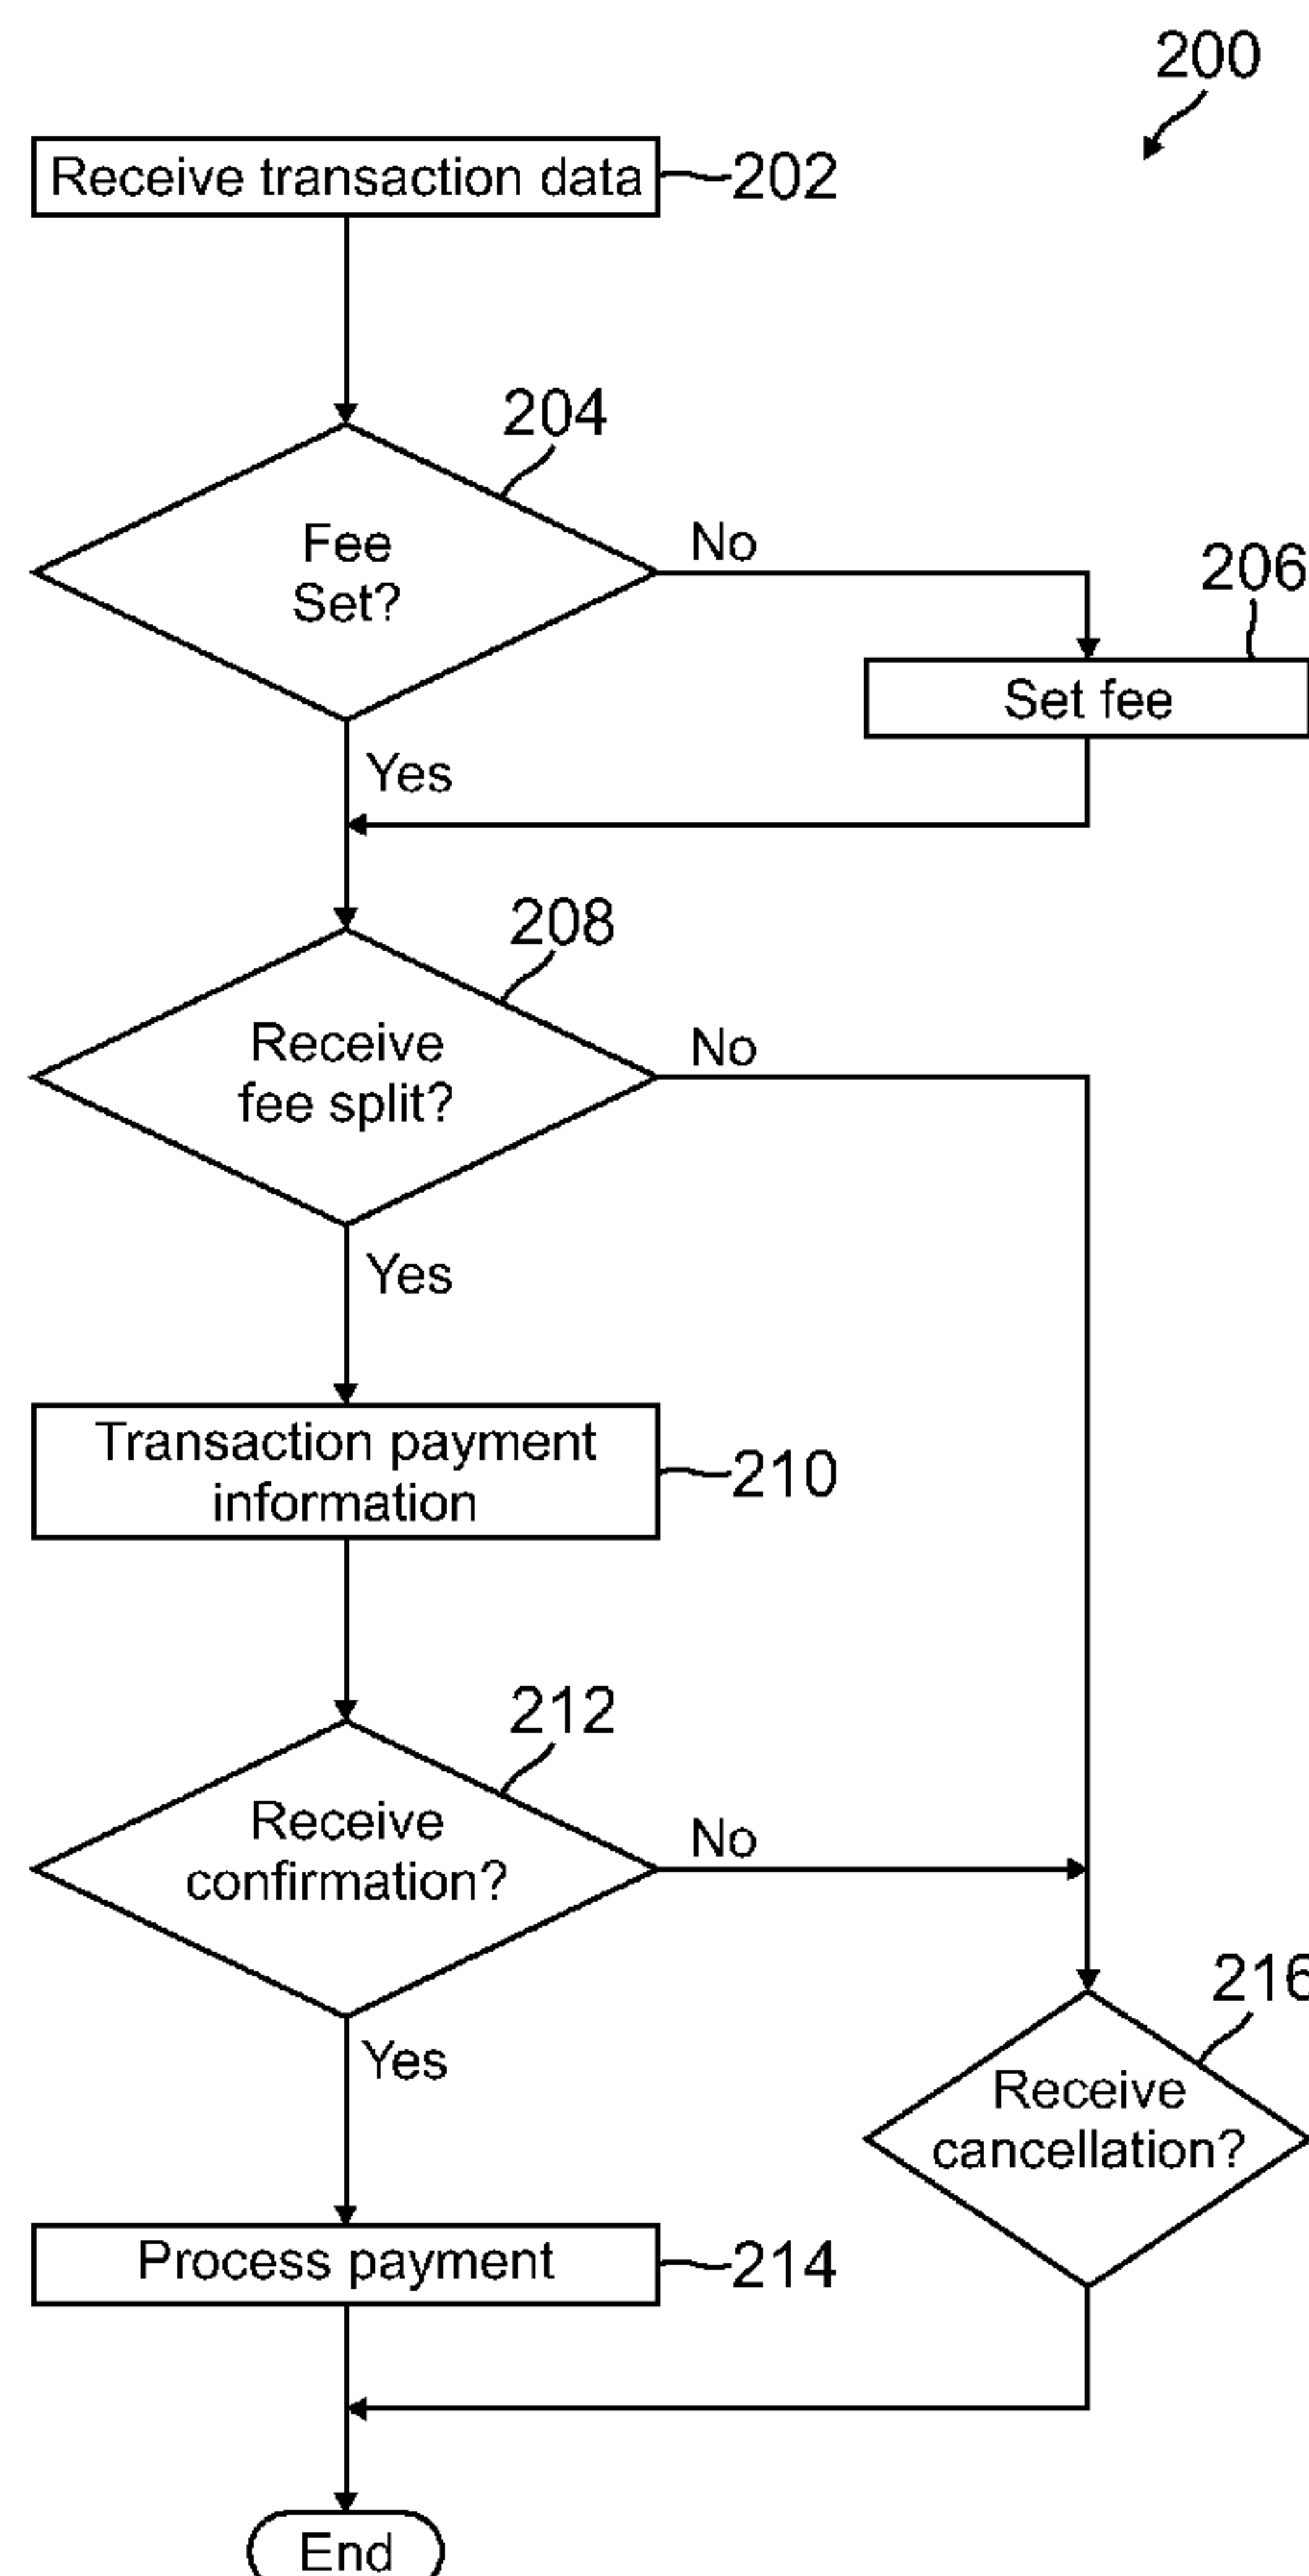 200
Receive transaction data
202
204
Fee
Set?
No
206
Set fee
Yes
208
Receive
fee split?
No
Yes
Transaction payment
information
210
212
Receive
confirmation?
No
216
Yes
Receive
cancellation?
Process payment
214
End